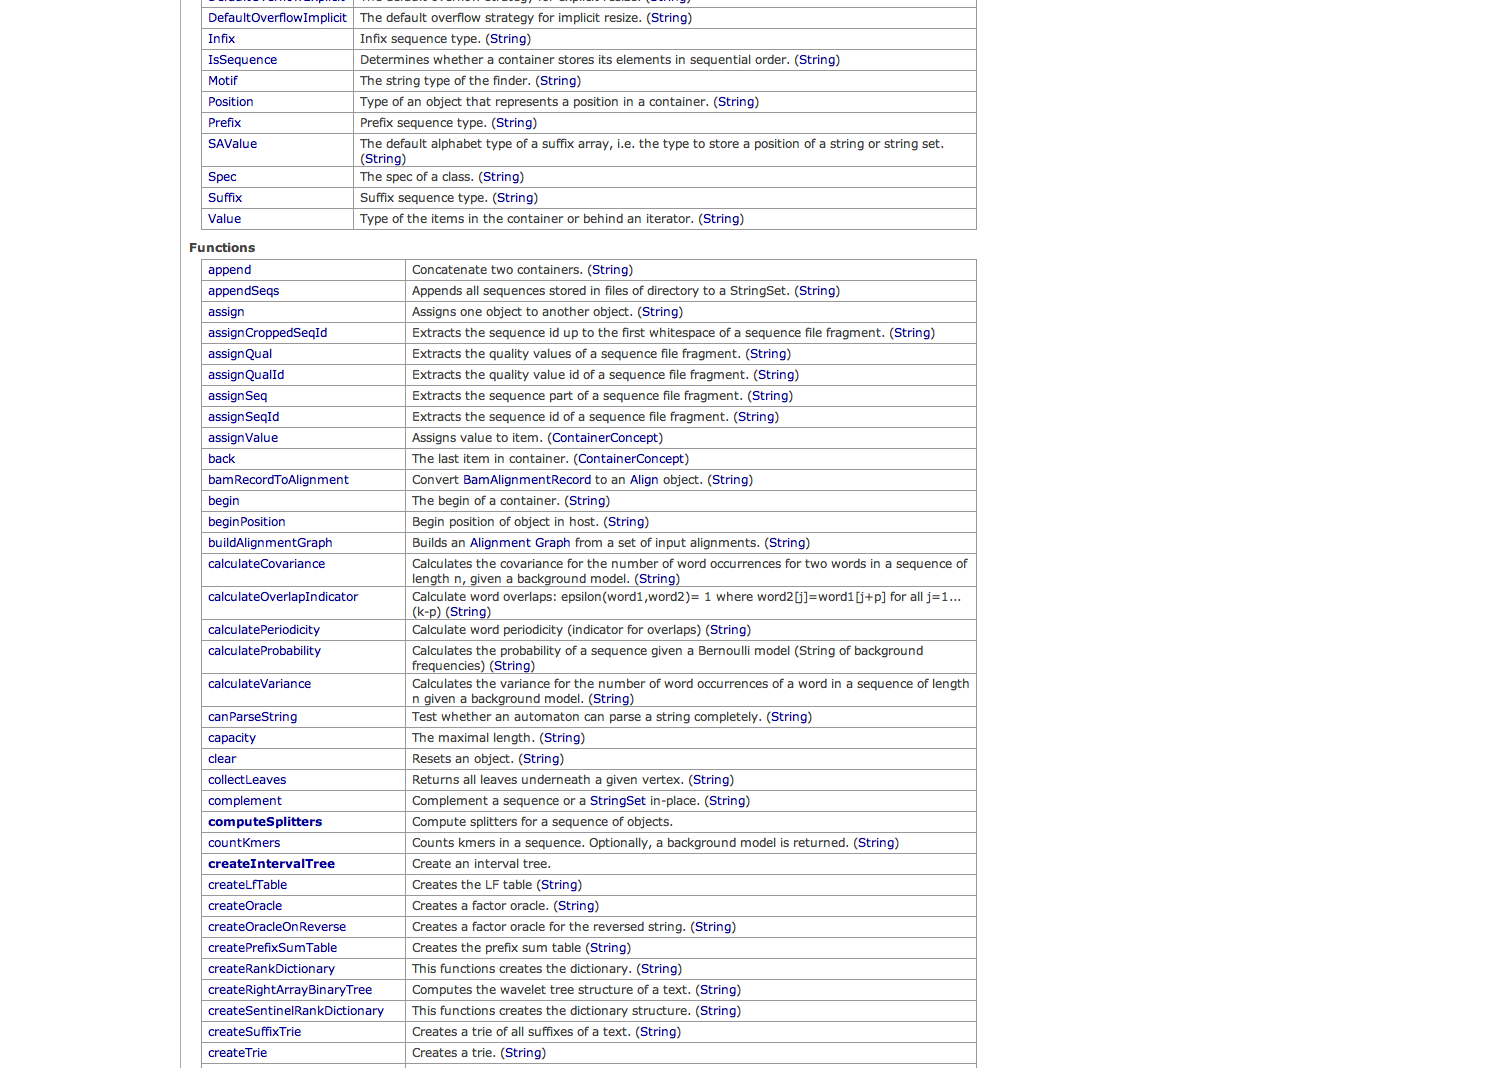 DefaultOverflowImplicit The default overflow strategy for implicit resize. (String)
Infix Infix sequence type. (String)
IsSequence Determines whether a container stores its elements in sequential order. (String)
Motif The string type of the finder. (String)
Position Type of an object that represents a position in a container. (String)
Prefix Prefix sequence type. (String)
SAValue The default alphabet type of a suffix array, i.e. the type to store a position of a string or string set.
(String)
Spec The spec of a class. (String)
Suffix Suffix sequence type. (String)
Value Type of the items in the container or behind an iterator. (String)
Functions
append Concatenate two containers. (String)
appendSeqs Appends all sequences stored in files of directory to a StringSet. (String)
assign Assigns one object to another object. (String)
assignCroppedSeqId Extracts the sequence id up to the first whitespace of a sequence file fragment. (String)
assignQual Extracts the quality values of a sequence file fragment. (String)
assignQualId Extracts the quality value id of a sequence file fragment. (String)
assignSeq Extracts the sequence part of a sequence file fragment. (String)
assignSeqId Extracts the sequence id of a sequence file fragment. (String)
assignValue Assigns value to item. (ContainerConcept)
back The last item in container. (ContainerConcept)
bamRecordToAlignment Convert BamAlignmentRecord to an Align object. (String)
begin The begin of a container. (String)
beginPosition Begin position of object in host. (String)
buildAlignmentGraph Builds an Alignment Graph from a set of input alignments. (String)
calculateCovariance Calculates the covariance for the number of word occurrences for two words in a sequence of
length n, given a background model. (String)
calculateOverlapIndicator Calculate word overlaps: epsilon(word1,word2)= 1 where word2[j]=word1[j+p] for all j=1...
(k-p) (String)
calculatePeriodicity Calculate word periodicity (indicator for overlaps) (String)
calculateProbability Calculates the probability of a sequence given a Bernoulli model (String of background
frequencies) (String)
calculateVariance Calculates the variance for the number of word occurrences of a word in a sequence of length
n given a background model. (String)
canParseString Test whether an automaton can parse a string completely. (String)
capacity The maximal length. (String)
clear Resets an object. (String)
collectLeaves Returns all leaves underneath a given vertex. (String)
complement Complement a sequence or a StringSet in-place. (String)
computeSplitters Compute splitters for a sequence of objects.
countKmers Counts kmers in a sequence. Optionally, a background model is returned. (String)
createIntervalTree Create an interval tree.
createLfTable Creates the LF table (String)
createOracle Creates a factor oracle. (String)
createOracleOnReverse Creates a factor oracle for the reversed string. (String)
createPrefixSumTable Creates the prefix sum table (String)
createRankDictionary This functions creates the dictionary. (String)
createRightArrayBinaryTree Computes the wavelet tree structure of a text. (String)
createSentinelRankDictionary This functions creates the dictionary structure. (String)
createSuffixTrie Creates a trie of all suffixes of a text. (String)
createTrie Creates a trie. (String)